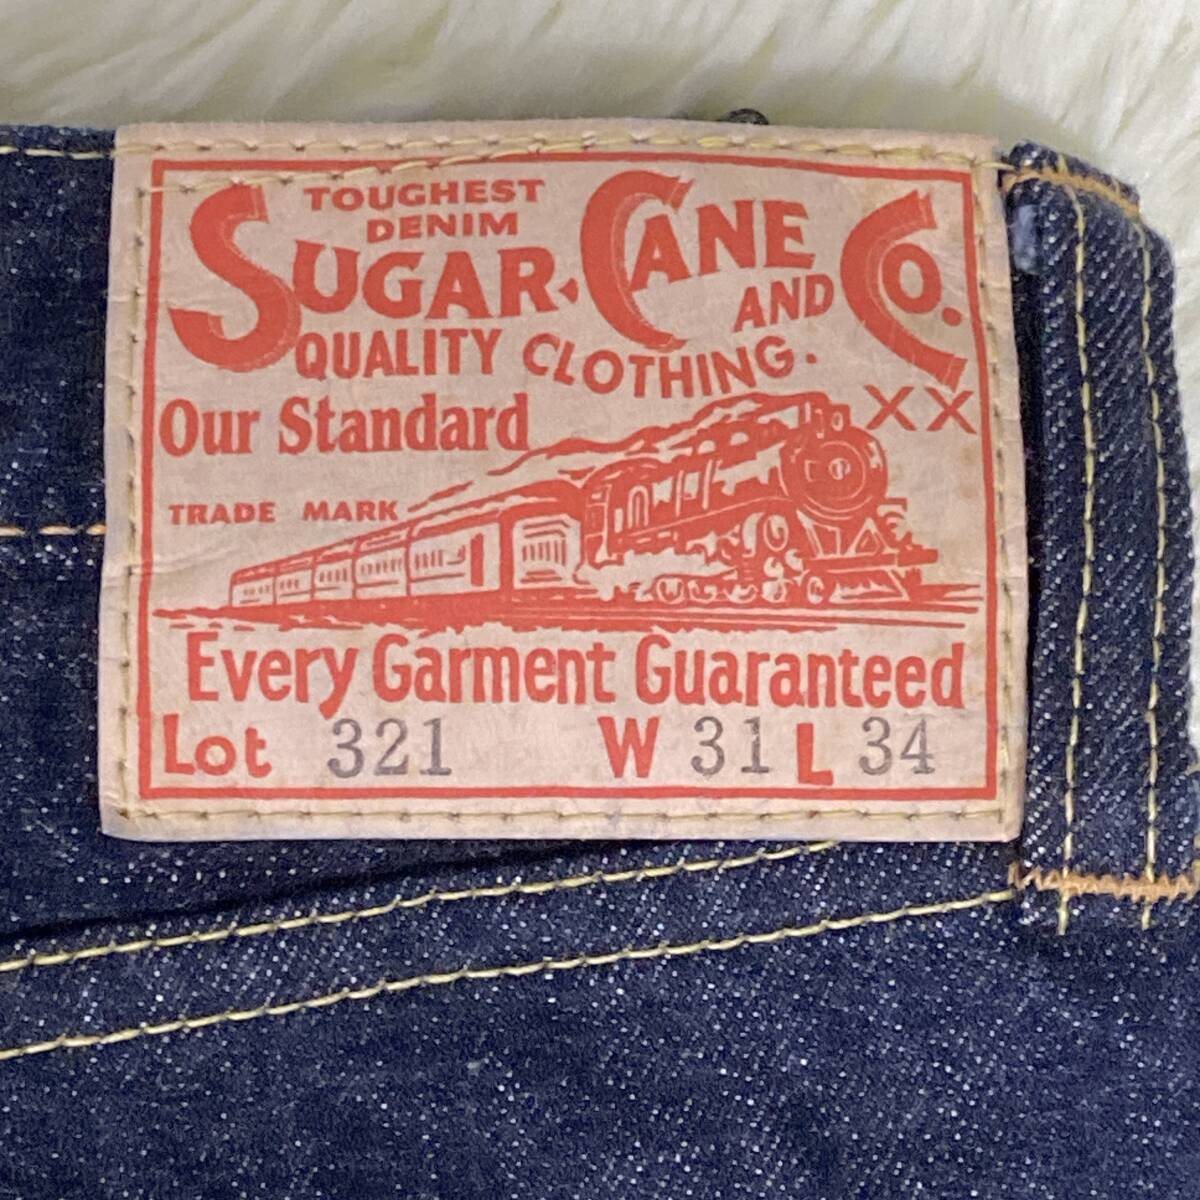 TOUGHEST
DENIM
SUGAR CANE AND CO.
QUALITY CLOTHING.
Our Standard
XX
TRADE MARK
Every Garment Guaranteed
Lot 321 W 31 L 34